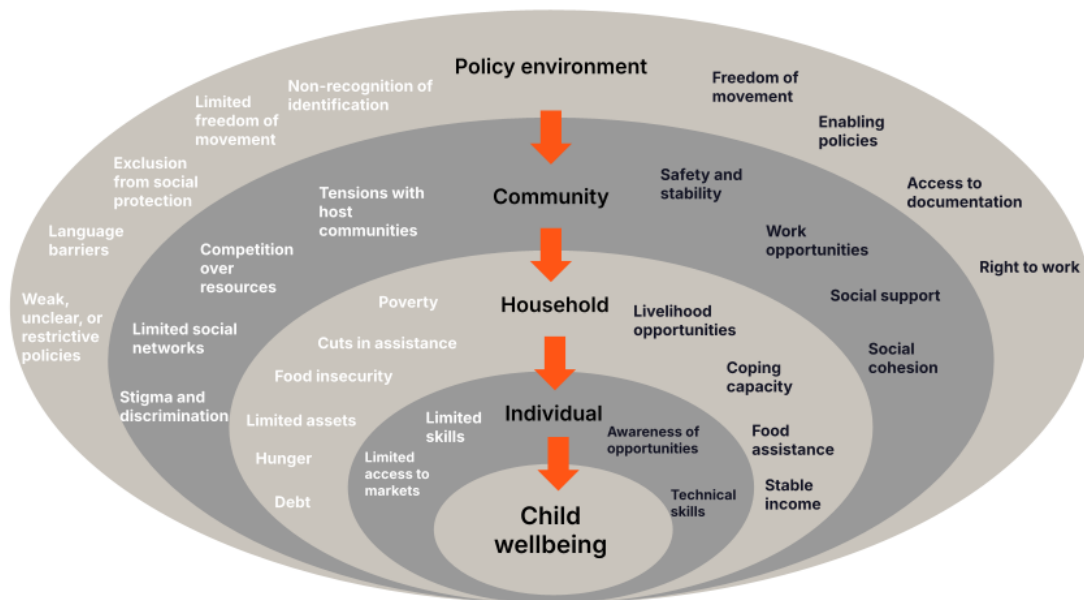 Policy environment
Non-recognition of
identification
Limited
freedom of
movement
Exclusion
from social
protection
Language
barriers
Weak,
unclear, or
restrictive
policies
Freedom of
movement
Enabling
policies
Access to
documentation
Right to work
Community
Tensions with
host
communities
Competition
over
resources
Limited social
networks
Stigma and
discrimination
Safety and
stability
Work
opportunities
Social support
Social
cohesion
Household
Poverty
Cuts in assistance
Food insecurity
Limited assets
Hunger
Debt
Livelihood
opportunities
Coping
capacity
Food
assistance
Stable
income
Individual
Limited
skills
Limited
access to
markets
Awareness of
opportunities
Technical
skills
Child
wellbeing